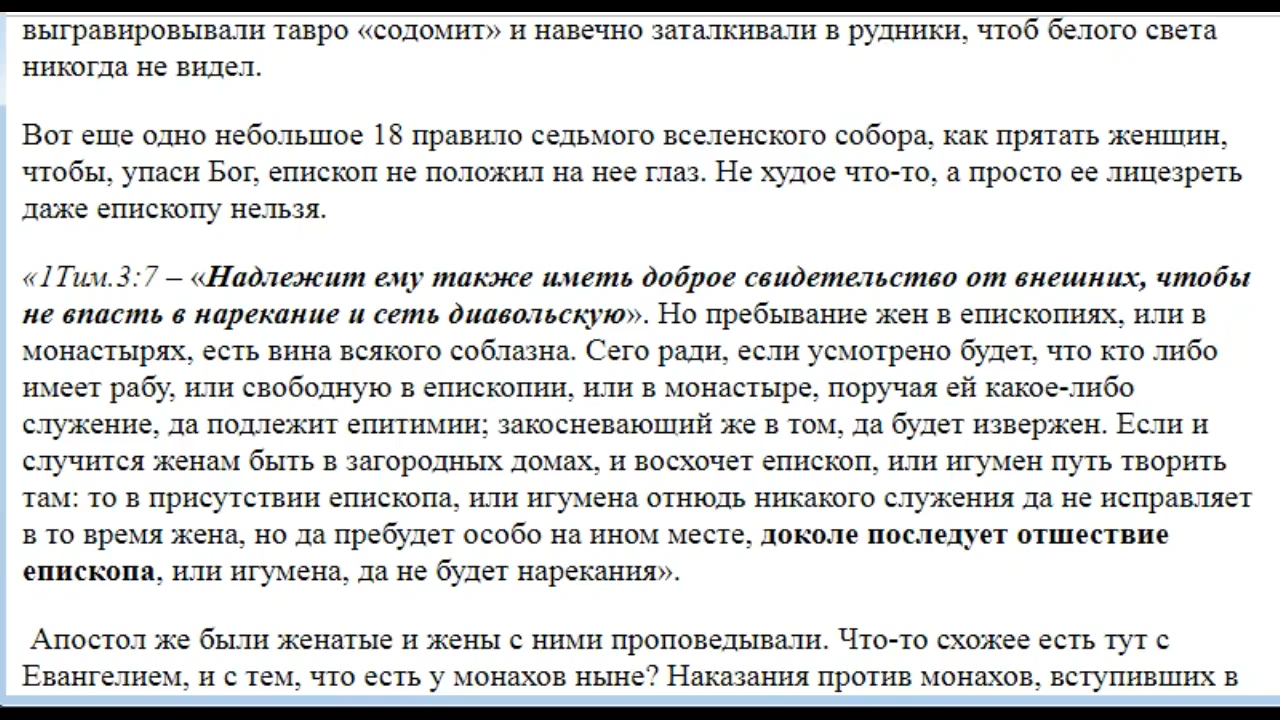 выгравировывали тавро «содомит» и навечно заталкивали в рудники, чтоб белого света
никогда не видел.
Вот еще одно небольшое 18 правило седьмого вселенского собора, как прятать женщин,
чтобы, упаси Бог, епископ не положил на нее глаз. Не худое что-то, а просто ее лицезреть
даже епископу нельзя.
«1Тим.3:7 – «Надлежит ему также иметь доброе свидетельство от внешних, чтобы
не впасть в нарекание и сеть диавольскую». Но пребывание жен в епископиях, или в
монастырях, есть вина всякого соблазна. Сего ради, если усмотрено будет, что кто либо
имеет рабу, или свободную в епископии, или в монастыре, поручая ей какое-либо
служение, да подлежит епитимии; закосневающий же в том, да будет извержен. Если и
случится женам быть в загородных домах, и восхочет епископ, или игумен путь творить
там: то в присутствии епископа, или игумена отнюдь никакого служения да не исправляет
в то время жена, но да пребудет особо на ином месте, доколе последует отшествие
епископа, или игумена, да не будет нарекания».
Апостол же были женатые и жены с ними проповедывали. Что-то схожее есть тут с
Евангелием, и с тем, что есть у монахов ныне? Наказания против монахов, вступивших в